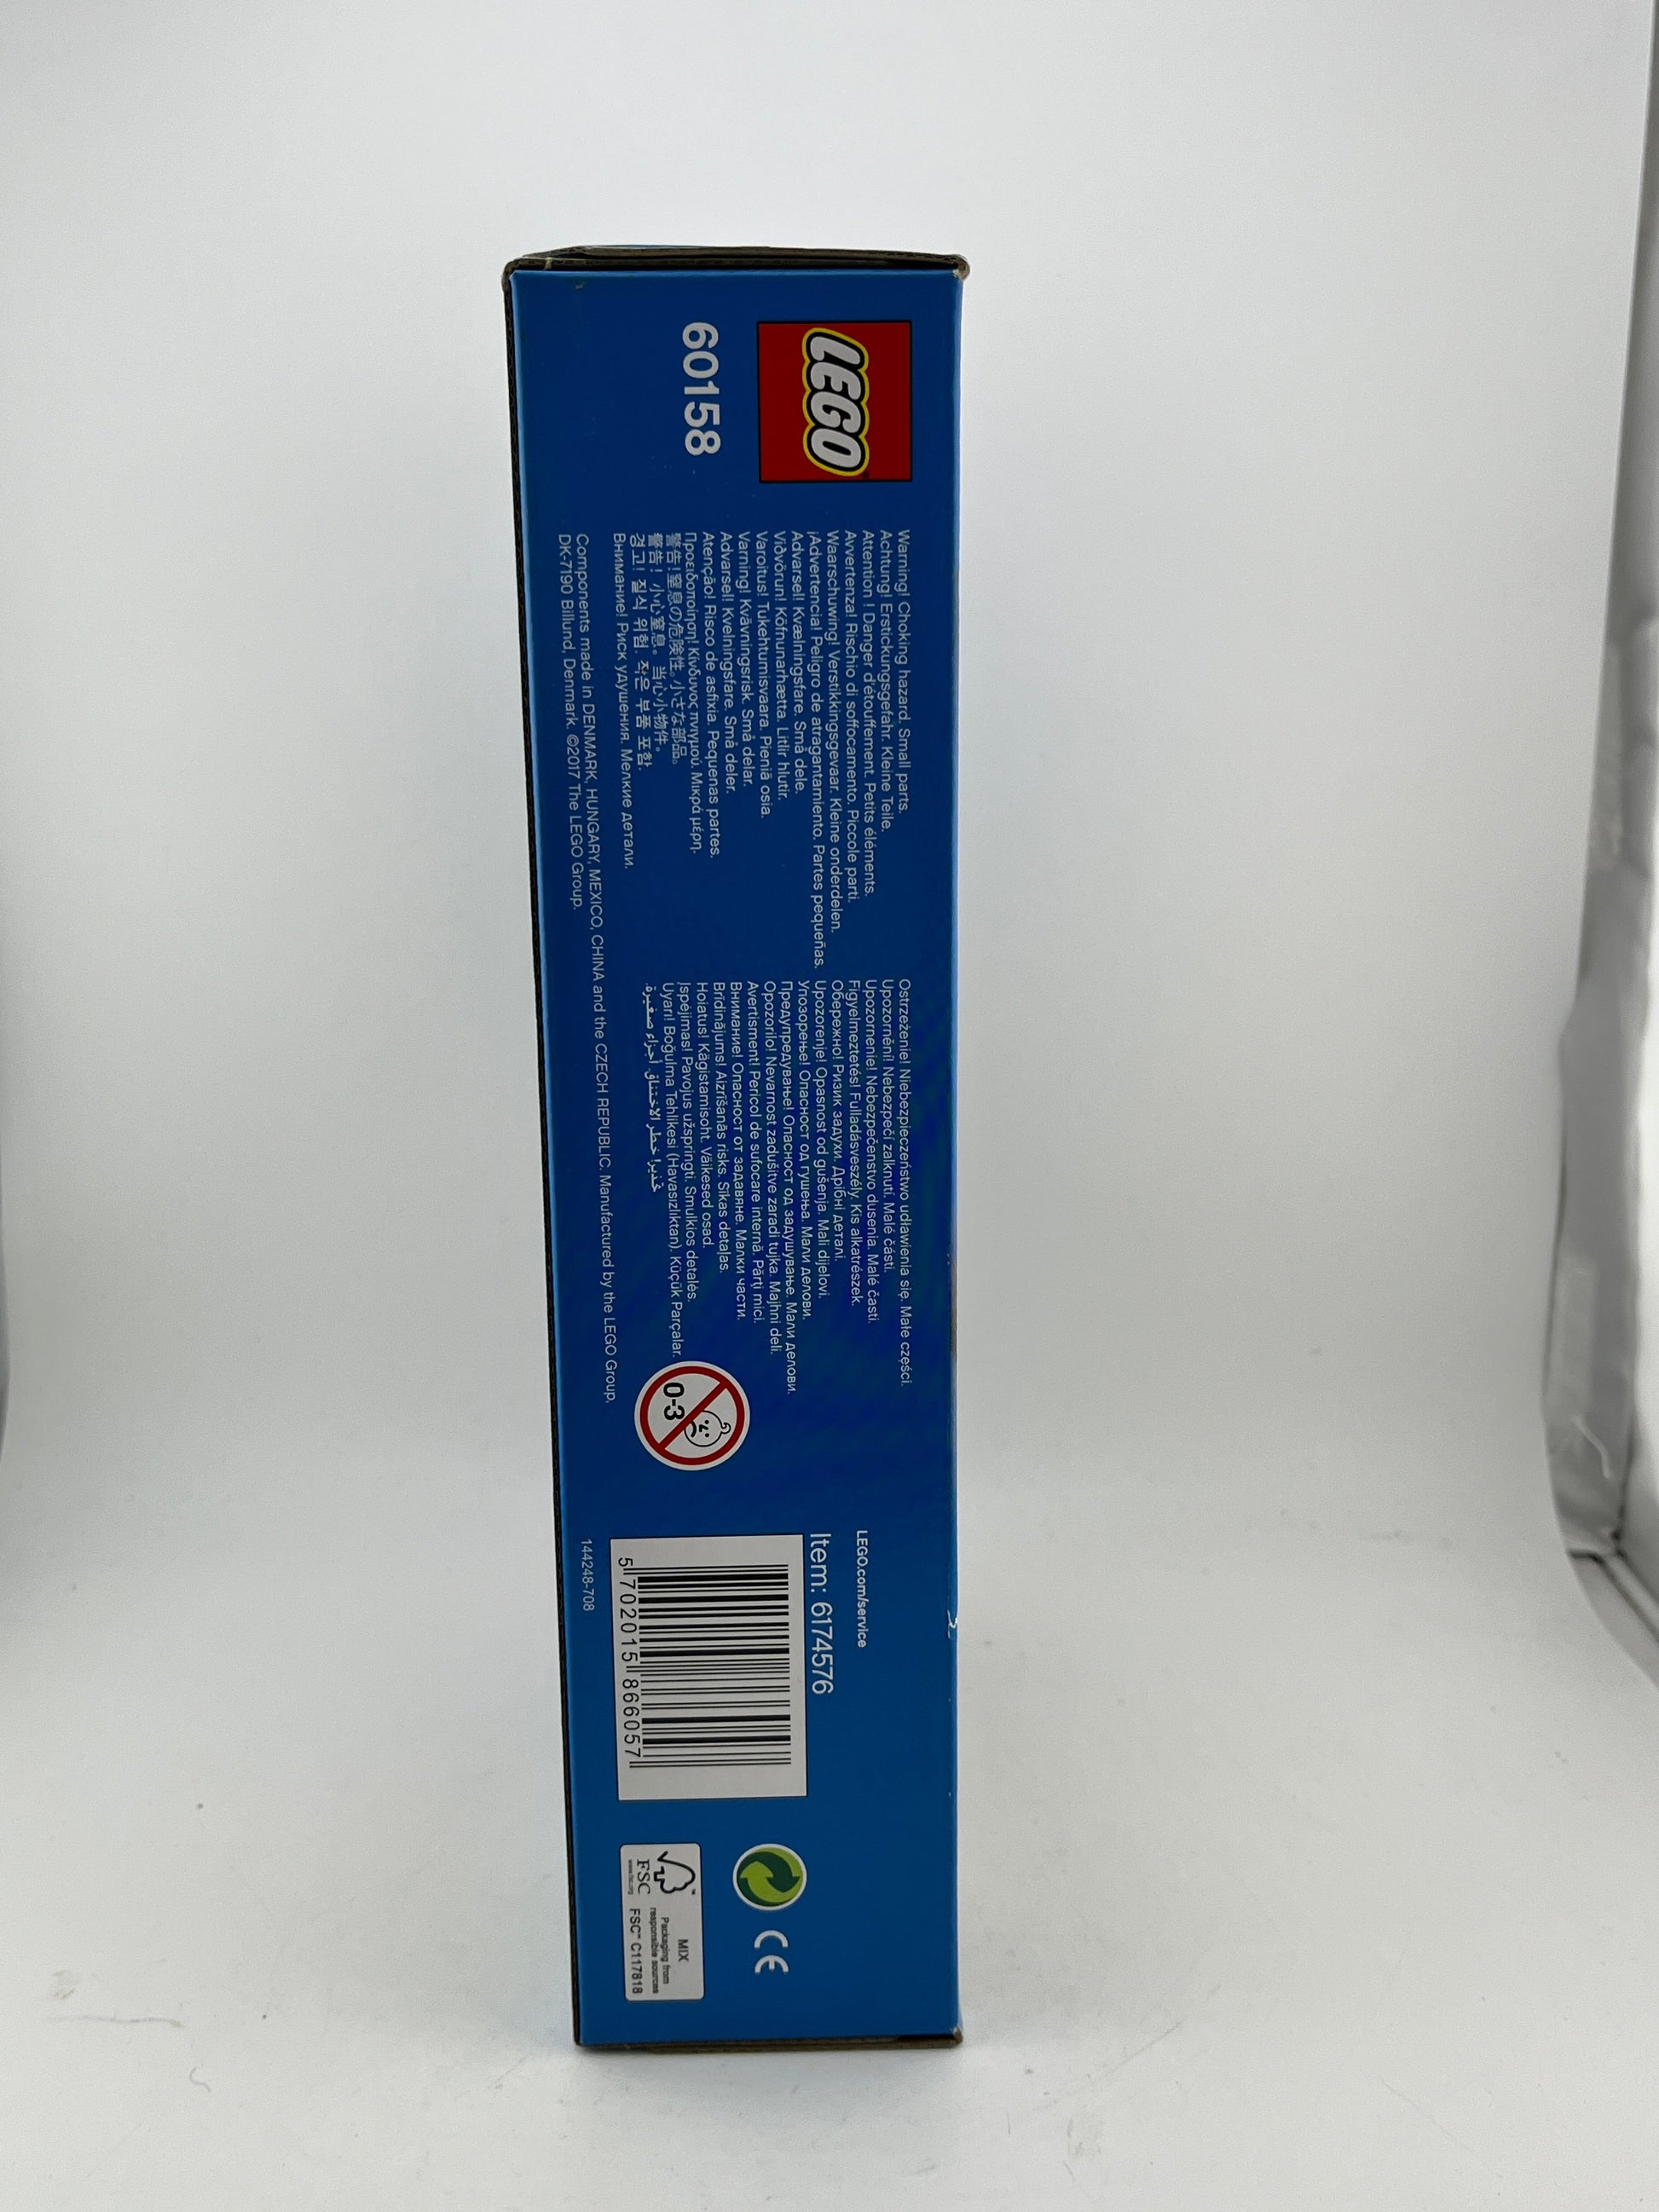 LEGO
60158
Warning! Choking hazard. Small parts.
Achtung! Erstickungsgefahr. Kleine Teile.
Attention ! Danger d'étouffement. Petits éléments.
Avvertenza! Rischio di soffocamento. Piccole parti.
Waarschuwing! Verstikkingsgevaar. Kleine onderdelen.
¡Advertencia! Peligro de atragantamiento. Partes pequeñas.
Advarsel! Kvælningsfare. Små dele.
Viðvörun! Köfnunarhætta. Litlir hlutir.
Varoitus! Tukehtumisvaara. Pieniä osia.
Varning! Kvävningsrisk. Små delar.
Advarsel! Kvelningsfare. Små deler.
Atenção! Risco de asfixia. Pequenas partes.
Προειδοποίηση! Κίνδυνος πνιγμού. Μικρά μέρη.
警告!窒息の危険性。小さな部品。
警告! 小心窒息。当心小物件。
경고! 질식 위험. 작은 부품 포함.
Внимание! Риск удушения. Мелкие детали.
Ostrzeżenie! Niebezpieczeństwo udławienia się. Małe części.
Upozornění! Nebezpečí zalknutí. Malé části.
Upozornenie! Nebezpečenstvo dusenia. Malé časti.
Figyelmeztetés! Fulladásveszély. Kis alkatrészek.
Обережно! Ризик задухи. Дрібні деталі.
Upozorenje! Opasnost od gušenja. Mali dijelovi.
Упозорење! Опасност од гушења. Мали делови.
Предупредување! Опасност од задушување. Мали делови.
Opozorilo! Nevarnost zadušitve zaradi tujka. Majhni deli.
Avertisment! Pericol de sufocare internă. Părţi mici.
Внимание! Опасност от задавяне. Малки части.
Brīdinājums! Aizrīšanās risks. Sīkas detaļas.
Hoiatus! Kägistamisoht. Väikesed osad.
Įspėjimas! Pavojus užspringti. Smulkios detalės.
Uyarı! Boğulma Tehlikesi (Havasızlıktan). Küçük Parçalar.
تحذير! خطر الاختناق. أجزاء صغيرة.
Components made in DENMARK, HUNGARY, MEXICO, CHINA and the CZECH REPUBLIC. Manufactured by the LEGO Group,
DK-7190 Billund, Denmark. ©2017 The LEGO Group.
0-3
LEGO.com/service
Item: 6174576
5 702015 866057
144248-708
CE
FSC
www.fsc.org
MIX
Packaging from
responsible sources
FSC™ C117818